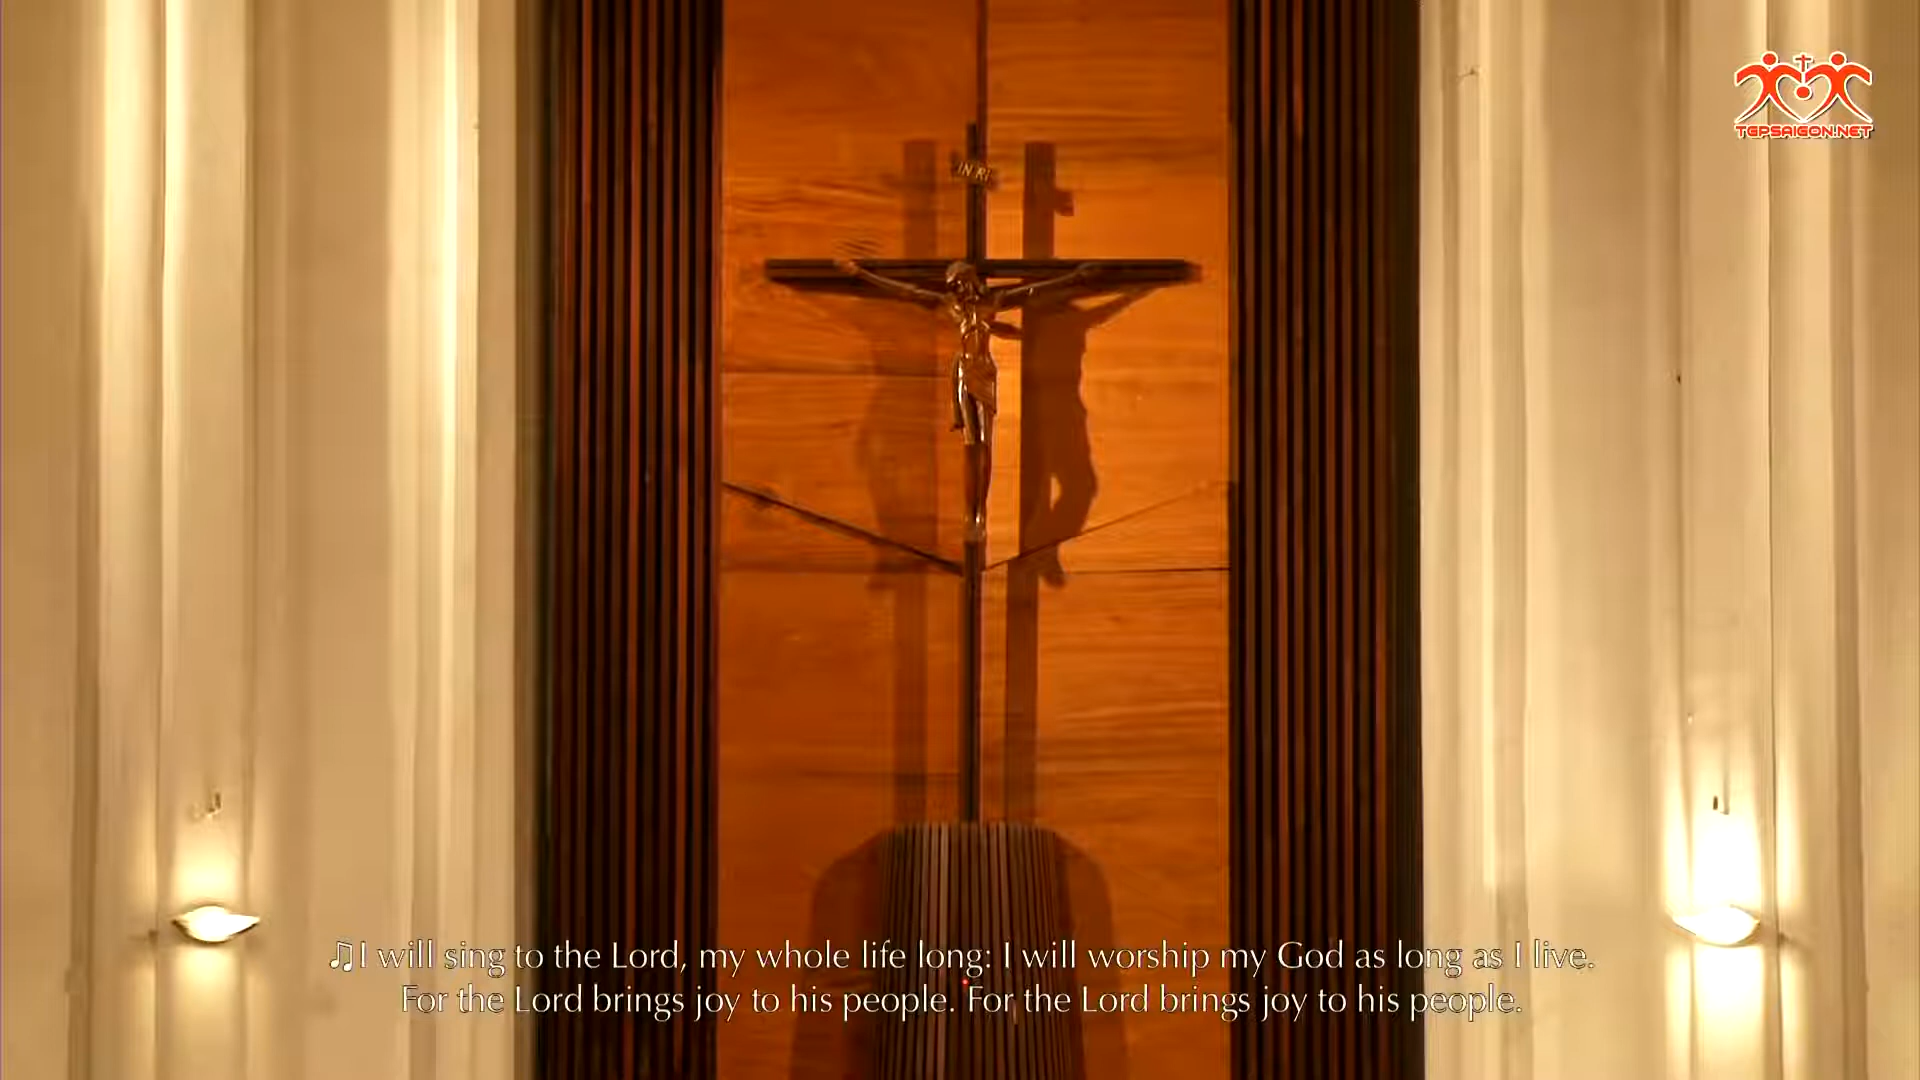 TGPSAIGON.NET
INRI
♫I will sing to the Lord, my whole life long: I will worship my God as long as I live.
For the Lord brings joy to his people. For the Lord brings joy to his people.